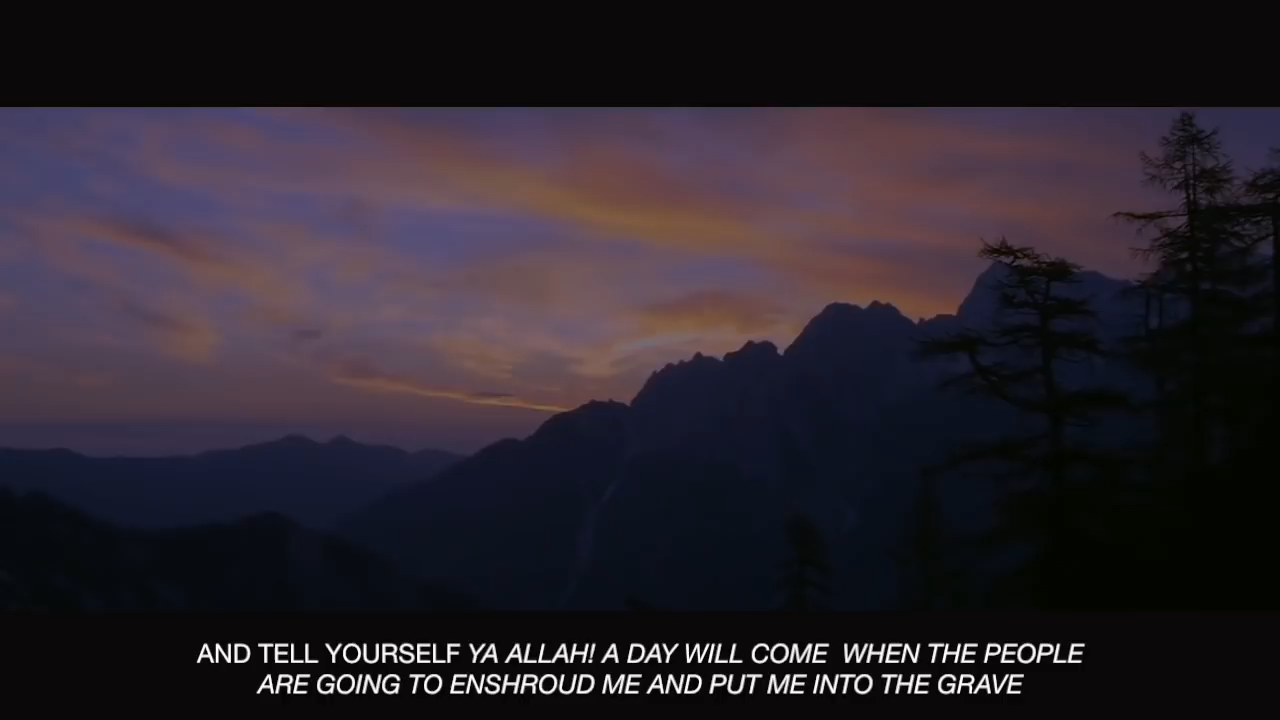 AND TELL YOURSELF YA ALLAH! A DAY WILL COME  WHEN THE PEOPLE
ARE GOING TO ENSHROUD ME AND PUT ME INTO THE GRAVE